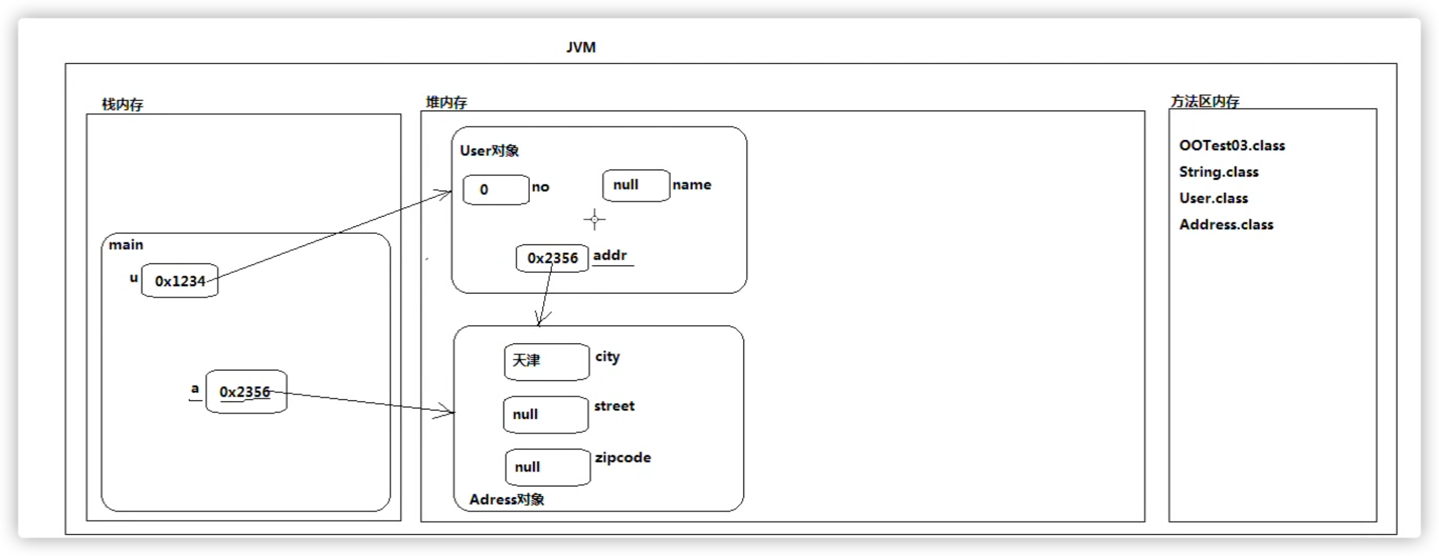 JVM
栈内存
main
u 0x1234
a 0x2356
堆内存
User对象
0 no
null name
0x2356 addr
天津 city
null street
null zipcode
Adress对象
方法区内存
OOTest03.class
String.class
User.class
Address.class